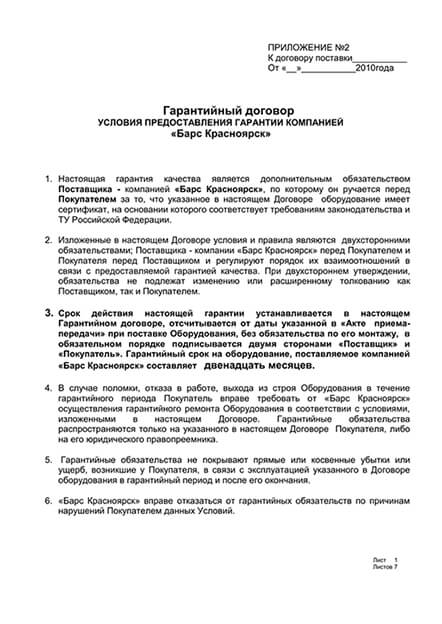 ПРИЛОЖЕНИЕ №2
К договору поставки____________
От «__»____________2010года
Гарантийный договор
УСЛОВИЯ ПРЕДОСТАВЛЕНИЯ ГАРАНТИИ КОМПАНИЕЙ
«Барс Красноярск»
1. Настоящая гарантия качества является дополнительным обязательством
Поставщика - компанией «Барс Красноярск», по которому он ручается перед
Покупателем за то, что указанное в настоящем Договоре оборудование имеет
сертификат, на основании которого соответствует требованиям законодательства и
ТУ Российской Федерации.
2. Изложенные в настоящем Договоре условия и правила являются двухсторонними
обязательствами; Поставщика - компании «Барс Красноярск» перед Покупателем и
Покупателя перед Поставщиком и регулируют порядок их взаимоотношений в
связи с предоставляемой гарантией качества. При двухстороннем утверждении,
обязательства не подлежат изменению или расширенному толкованию как
Поставщиком, так и Покупателем.
3. Срок действия настоящей гарантии устанавливается в настоящем
Гарантийном договоре, отсчитывается от даты указанной в «Акте приема-
передачи» при поставке Оборудования, без обязательства по его монтажу, в
обязательном порядке подписывается двумя сторонами «Поставщик» и
«Покупатель». Гарантийный срок на оборудование, поставляемое компанией
«Барс Красноярск» составляет двенадцать месяцев.
4. В случае поломки, отказа в работе, выхода из строя Оборудования в течение
гарантийного периода Покупатель вправе требовать от «Барс Красноярск»
осуществления гарантийного ремонта Оборудования в соответствии с условиями,
изложенными в настоящем Договоре. Гарантийные обязательства
распространяются только на указанного в настоящем Договоре Покупателя, либо
на его юридического правопреемника.
5. Гарантийные обязательства не покрывают прямые или косвенные убытки или
ущерб, возникшие у Покупателя, в связи с эксплуатацией указанного в Договоре
оборудования в гарантийный период и после его окончания.
6. «Барс Красноярск» вправе отказаться от гарантийных обязательств по причинам
нарушений Покупателем данных Условий.
Лист 1
Листов 7